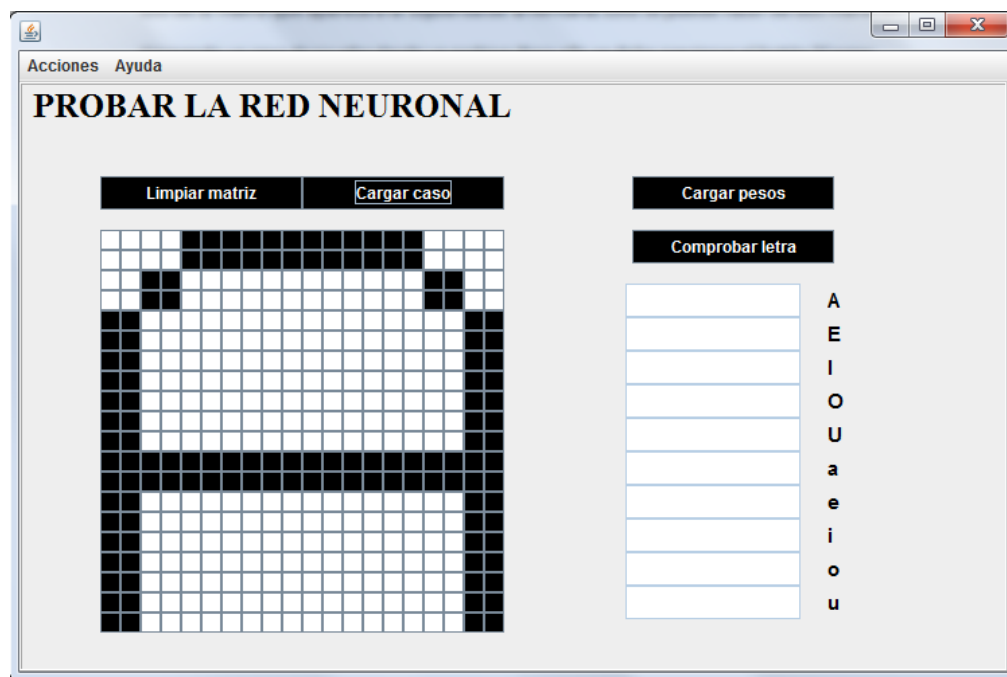 Acciones Ayuda
PROBAR LA RED NEURONAL
Limpiar matriz Cargar caso Cargar pesos
Comprobar letra
A
E
I
O
U
a
e
i
o
u